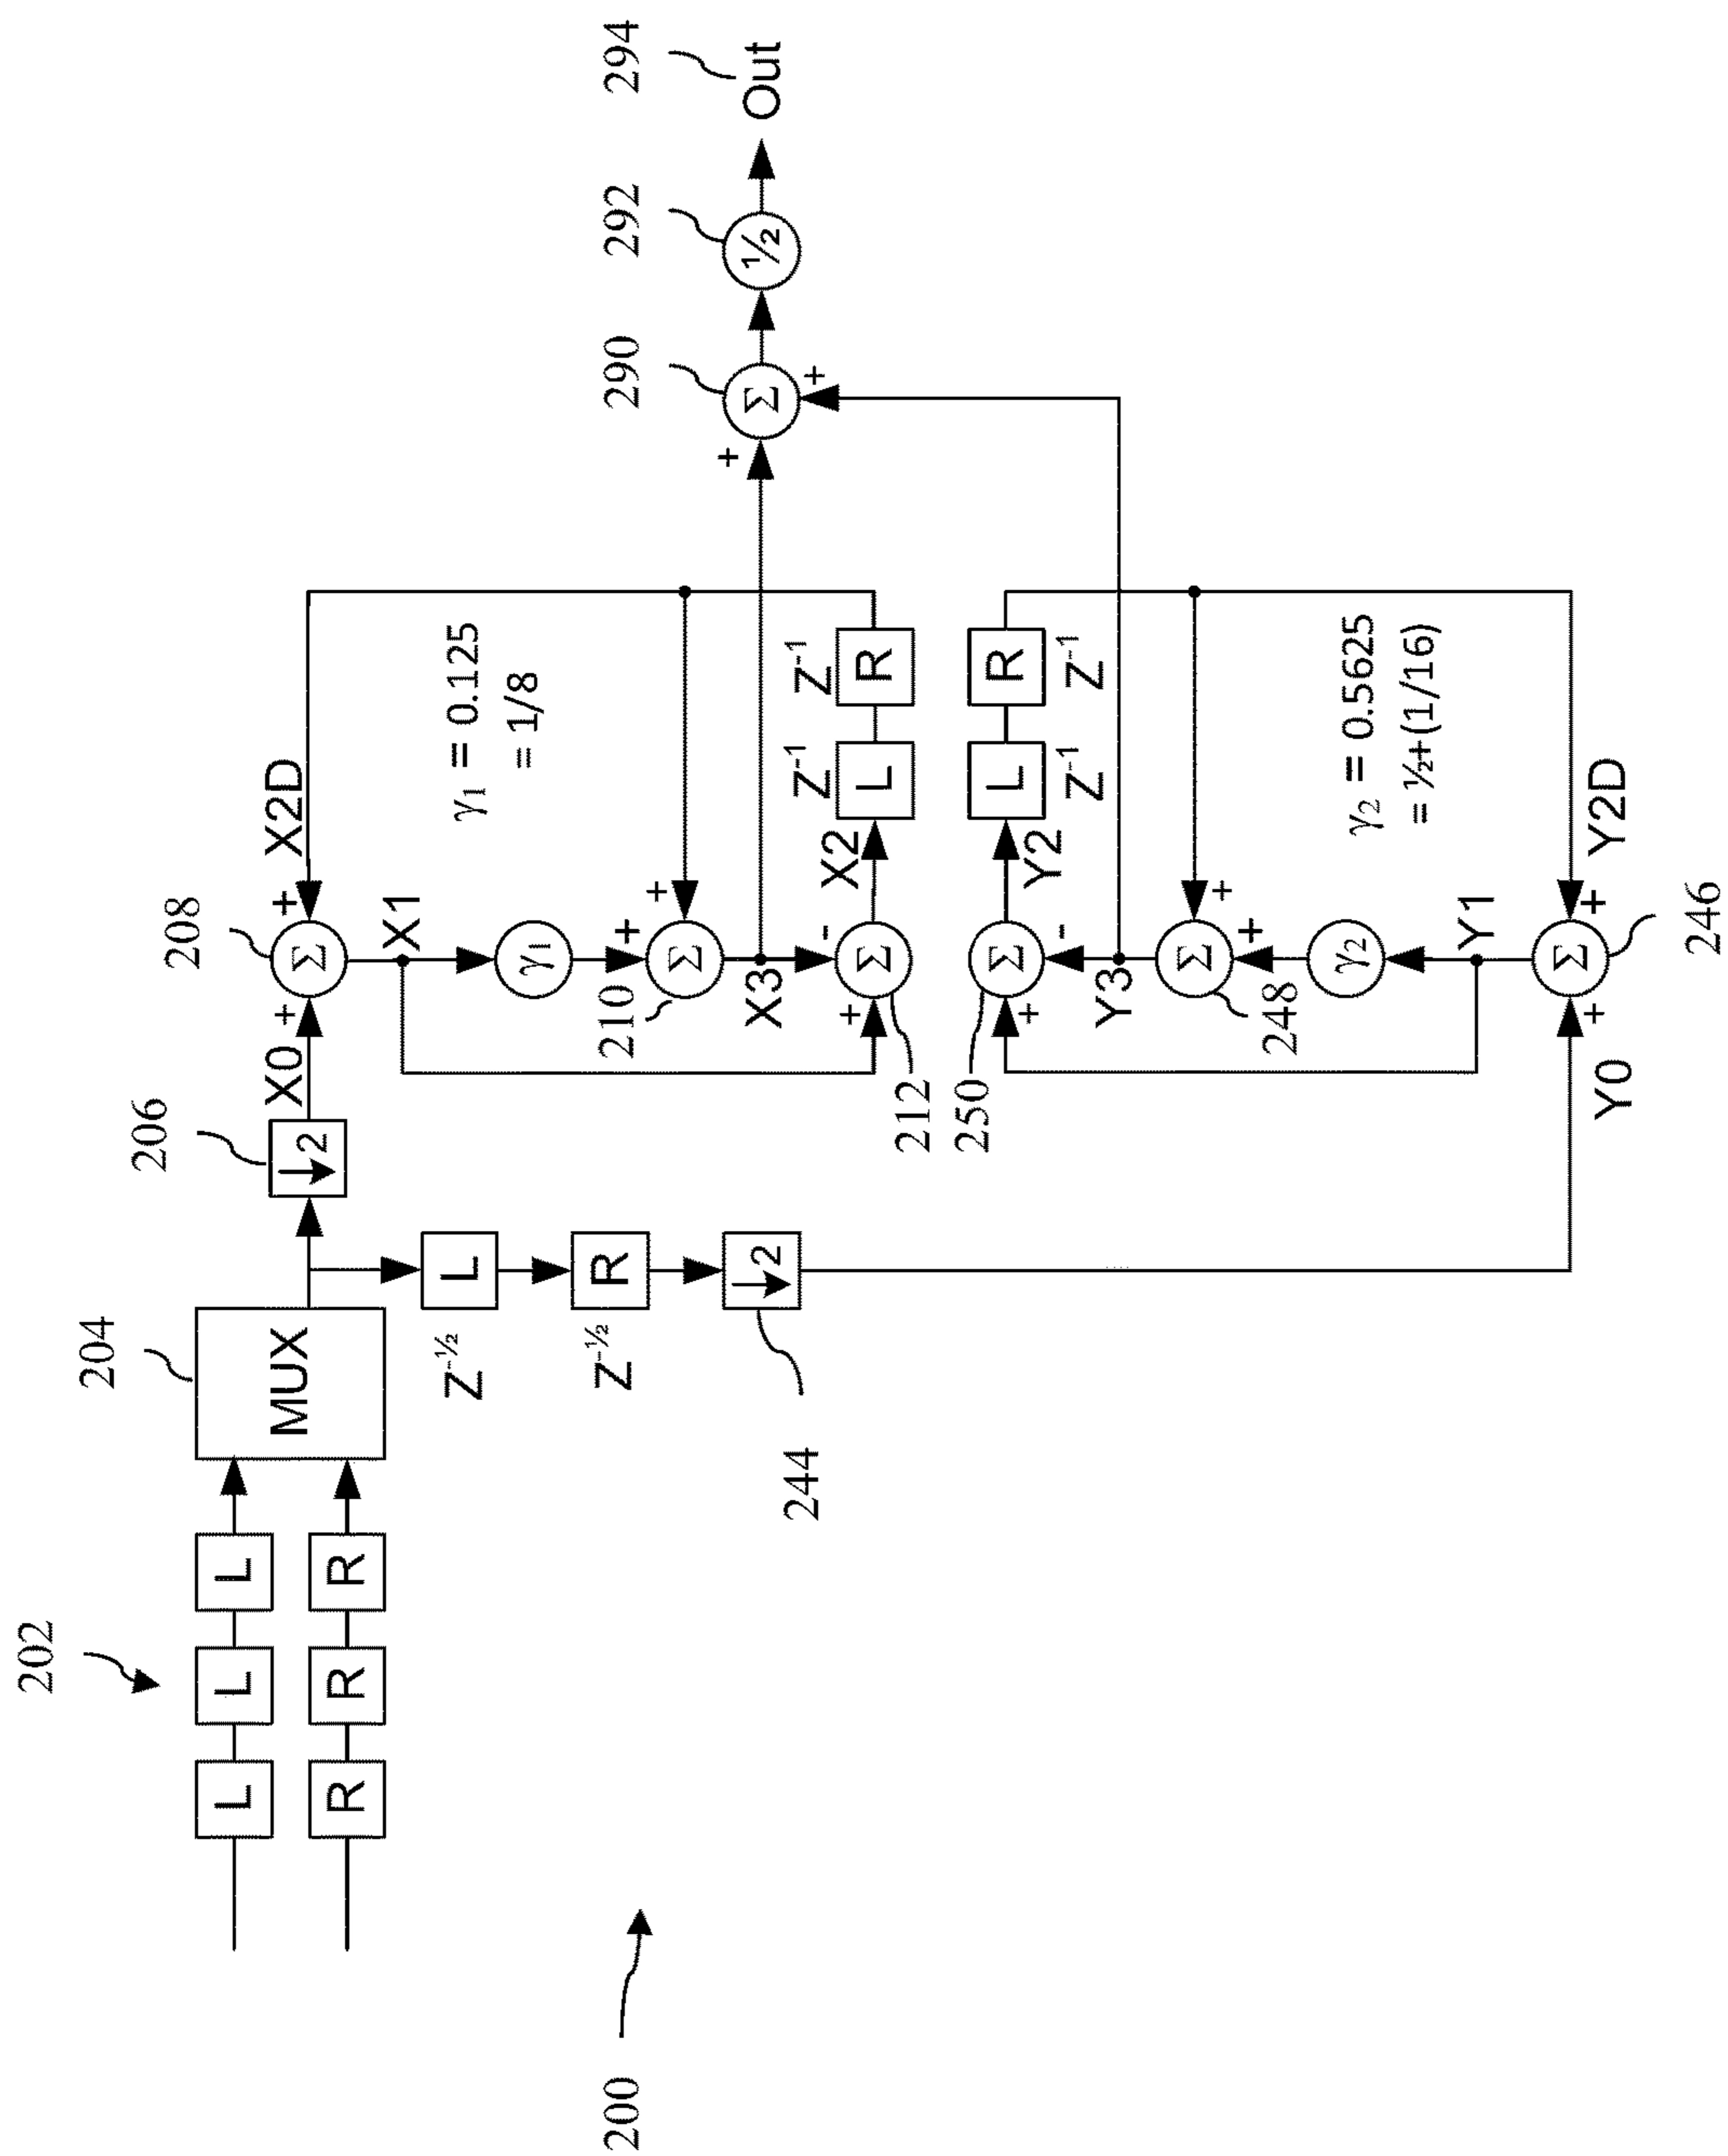 200
202
L L L
R R R
204
MUX
206
↓2
X0
L
Z⁻½
R
Z⁻½
↓2
244
208
Σ
+
+
X2D
X1
γ₁
+
210
Σ
+
X3
γ₁ = 0.125
= 1/8
-
+
Σ
212
X2
L
Z⁻¹
R
Z⁻¹
250
Σ
+
-
Y2
L
Z⁻¹
R
Z⁻¹
Y3
Σ
248
+
+
γ₂
γ₂ = 0.5625
= ½+(1/16)
Y1
Y0
+
Σ
+
246
Y2D
290
Σ
+
+
292
½
294
Out